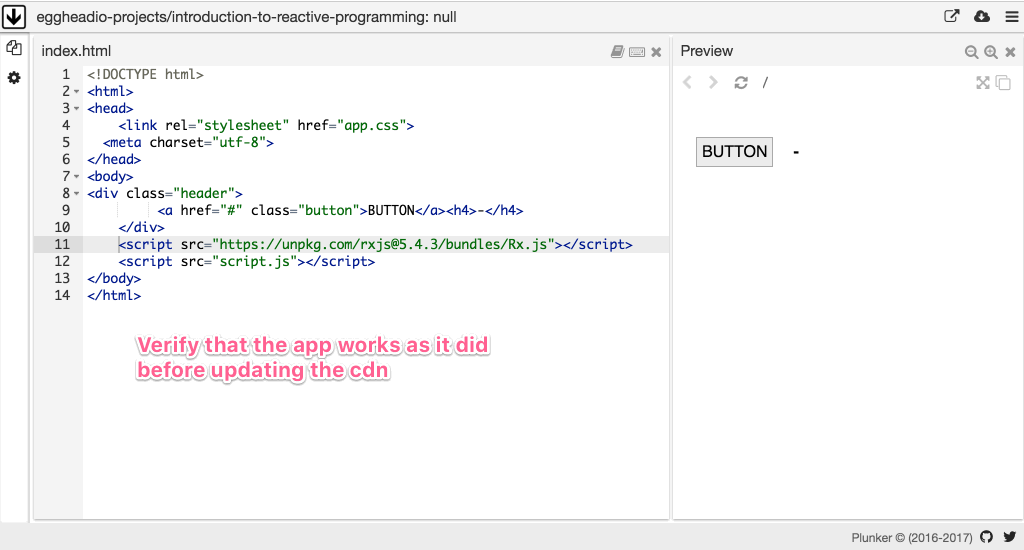 eggheadio-projects/introduction-to-reactive-programming: null
index.html
1 <!DOCTYPE html>
2 <html>
3 <head>
4 <link rel="stylesheet" href="app.css">
5 <meta charset="utf-8">
6 </head>
7 <body>
8 <div class="header">
9 <a href="#" class="button">BUTTON</a><h4>-</h4>
10 </div>
11 <script src="https://unpkg.com/rxjs@5.4.3/bundles/Rx.js"></script>
12 <script src="script.js"></script>
13 </body>
14 </html>
Verify that the app works as it did
before updating the cdn
Preview
/
BUTTON -
Plunker © (2016-2017)